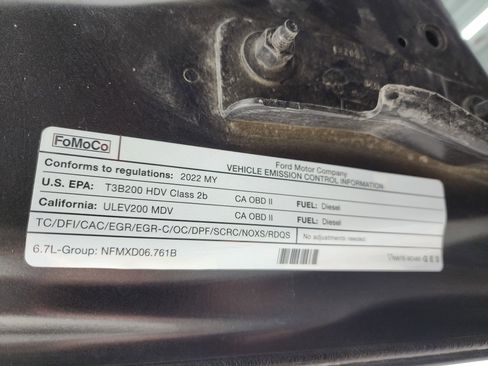 FoMoCo
Ford Motor Company
VEHICLE EMISSION CONTROL INFORMATION
Conforms to regulations: 2022 MY
U.S. EPA: T3B200 HDV Class 2b CA OBD II FUEL: Diesel
California: ULEV200 MDV CA OBD II FUEL: Diesel
TC/DFI/CAC/EGR/EGR-C/OC/DPF/SCRC/NOXS/RDQS No adjustments needed.
6.7L-Group: NFMXD06.761B